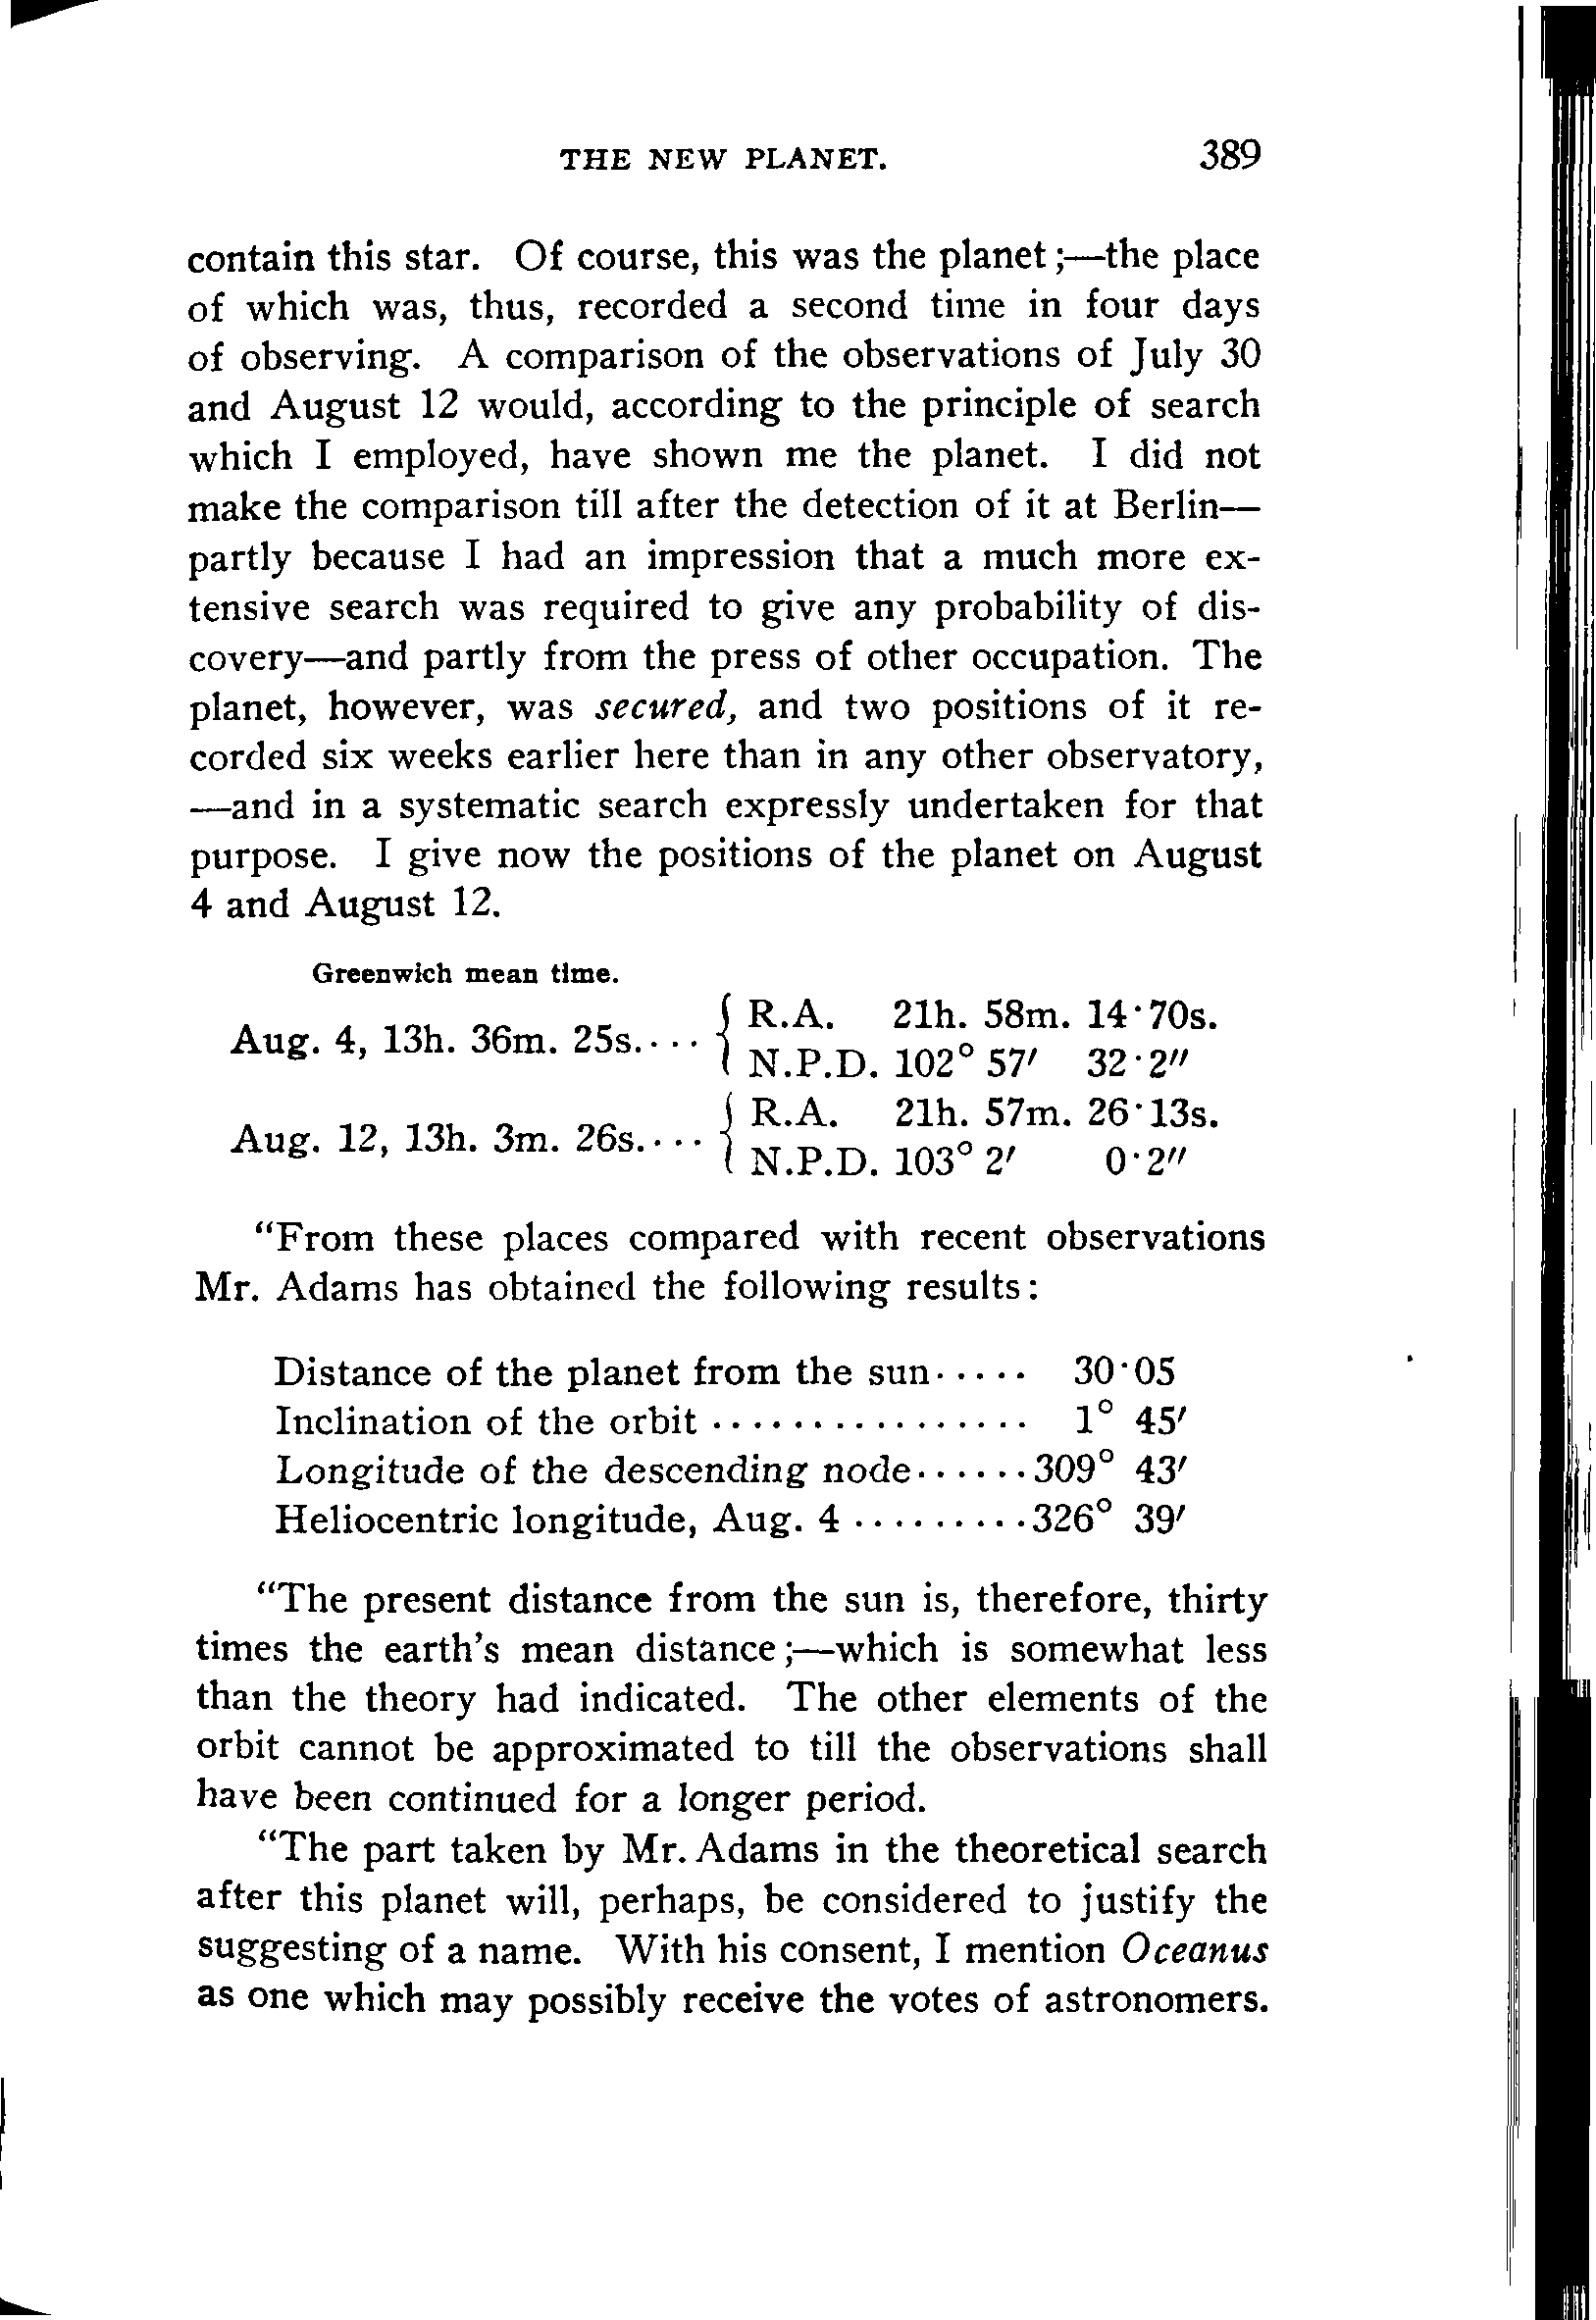 THE NEW PLANET. 389
contain this star. Of course, this was the planet;—the place
of which was, thus, recorded a second time in four days
of observing. A comparison of the observations of July 30
and August 12 would, according to the principle of search
which I employed, have shown me the planet. I did not
make the comparison till after the detection of it at Berlin—
partly because I had an impression that a much more ex-
tensive search was required to give any probability of dis-
covery—and partly from the press of other occupation. The
planet, however, was secured, and two positions of it re-
corded six weeks earlier here than in any other observatory,
—and in a systematic search expressly undertaken for that
purpose. I give now the positions of the planet on August
4 and August 12.
Greenwich mean time.
Aug. 4, 13h. 36m. 25s.···· { R.A. 21h. 58m. 14·70s.
N.P.D. 102° 57′ 32·2″
Aug. 12, 13h. 3m. 26s.···· { R.A. 21h. 57m. 26·13s.
N.P.D. 103° 2′ 0·2″
“From these places compared with recent observations
Mr. Adams has obtained the following results:
Distance of the planet from the sun····· 30·05
Inclination of the orbit ················ 1° 45′
Longitude of the descending node······309° 43′
Heliocentric longitude, Aug. 4 ·········326° 39′
“The present distance from the sun is, therefore, thirty
times the earth’s mean distance;—which is somewhat less
than the theory had indicated. The other elements of the
orbit cannot be approximated to till the observations shall
have been continued for a longer period.
“The part taken by Mr. Adams in the theoretical search
after this planet will, perhaps, be considered to justify the
suggesting of a name. With his consent, I mention Oceanus
as one which may possibly receive the votes of astronomers.